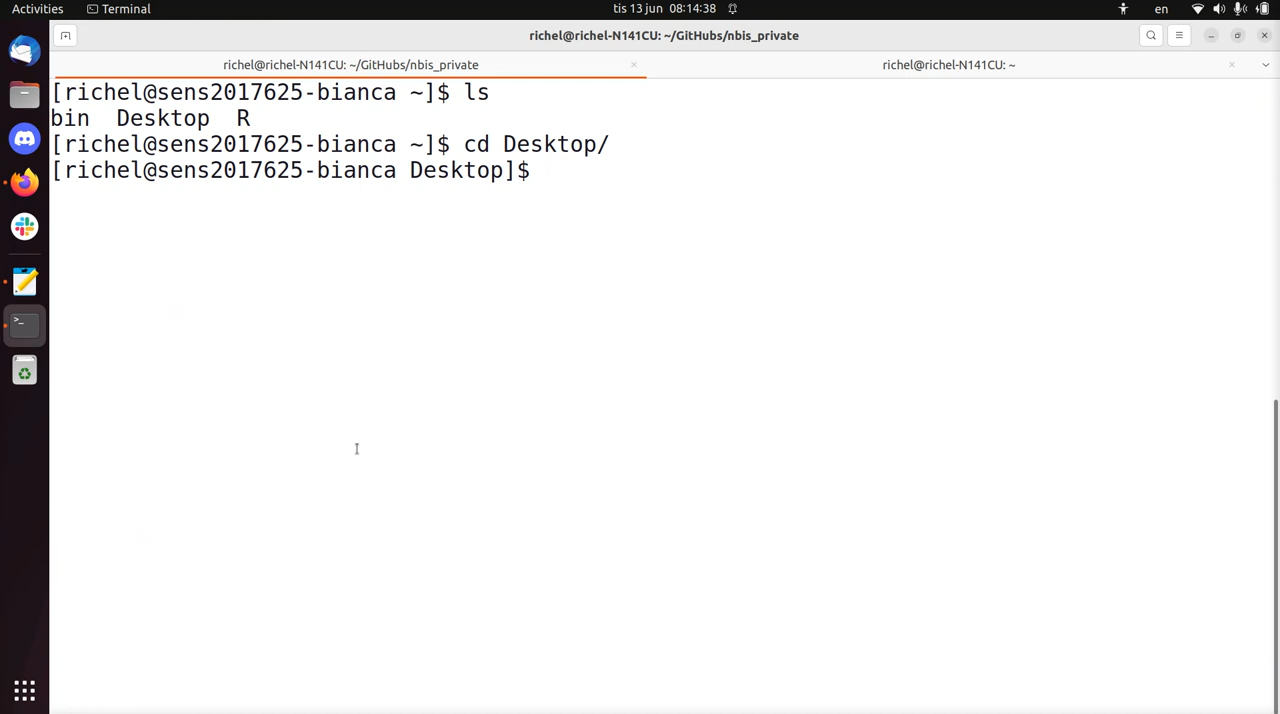 Activities Terminal tis 13 jun 08:14:38 en
richel@richel-N141CU: ~/GitHubs/nbis_private
richel@richel-N141CU: ~/GitHubs/nbis_private richel@richel-N141CU: ~
[richel@sens2017625-bianca ~]$ ls
bin  Desktop  R
[richel@sens2017625-bianca ~]$ cd Desktop/
[richel@sens2017625-bianca Desktop]$